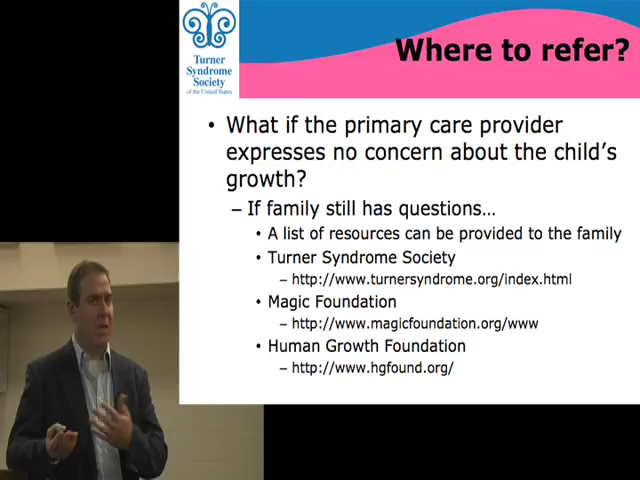 Turner
Syndrome
Society
of the United States
Where to refer?
• What if the primary care provider
expresses no concern about the child's
growth?
– If family still has questions...
• A list of resources can be provided to the family
• Turner Syndrome Society
– http://www.turnersyndrome.org/index.html
• Magic Foundation
– http://www.magicfoundation.org/www
• Human Growth Foundation
– http://www.hgfound.org/